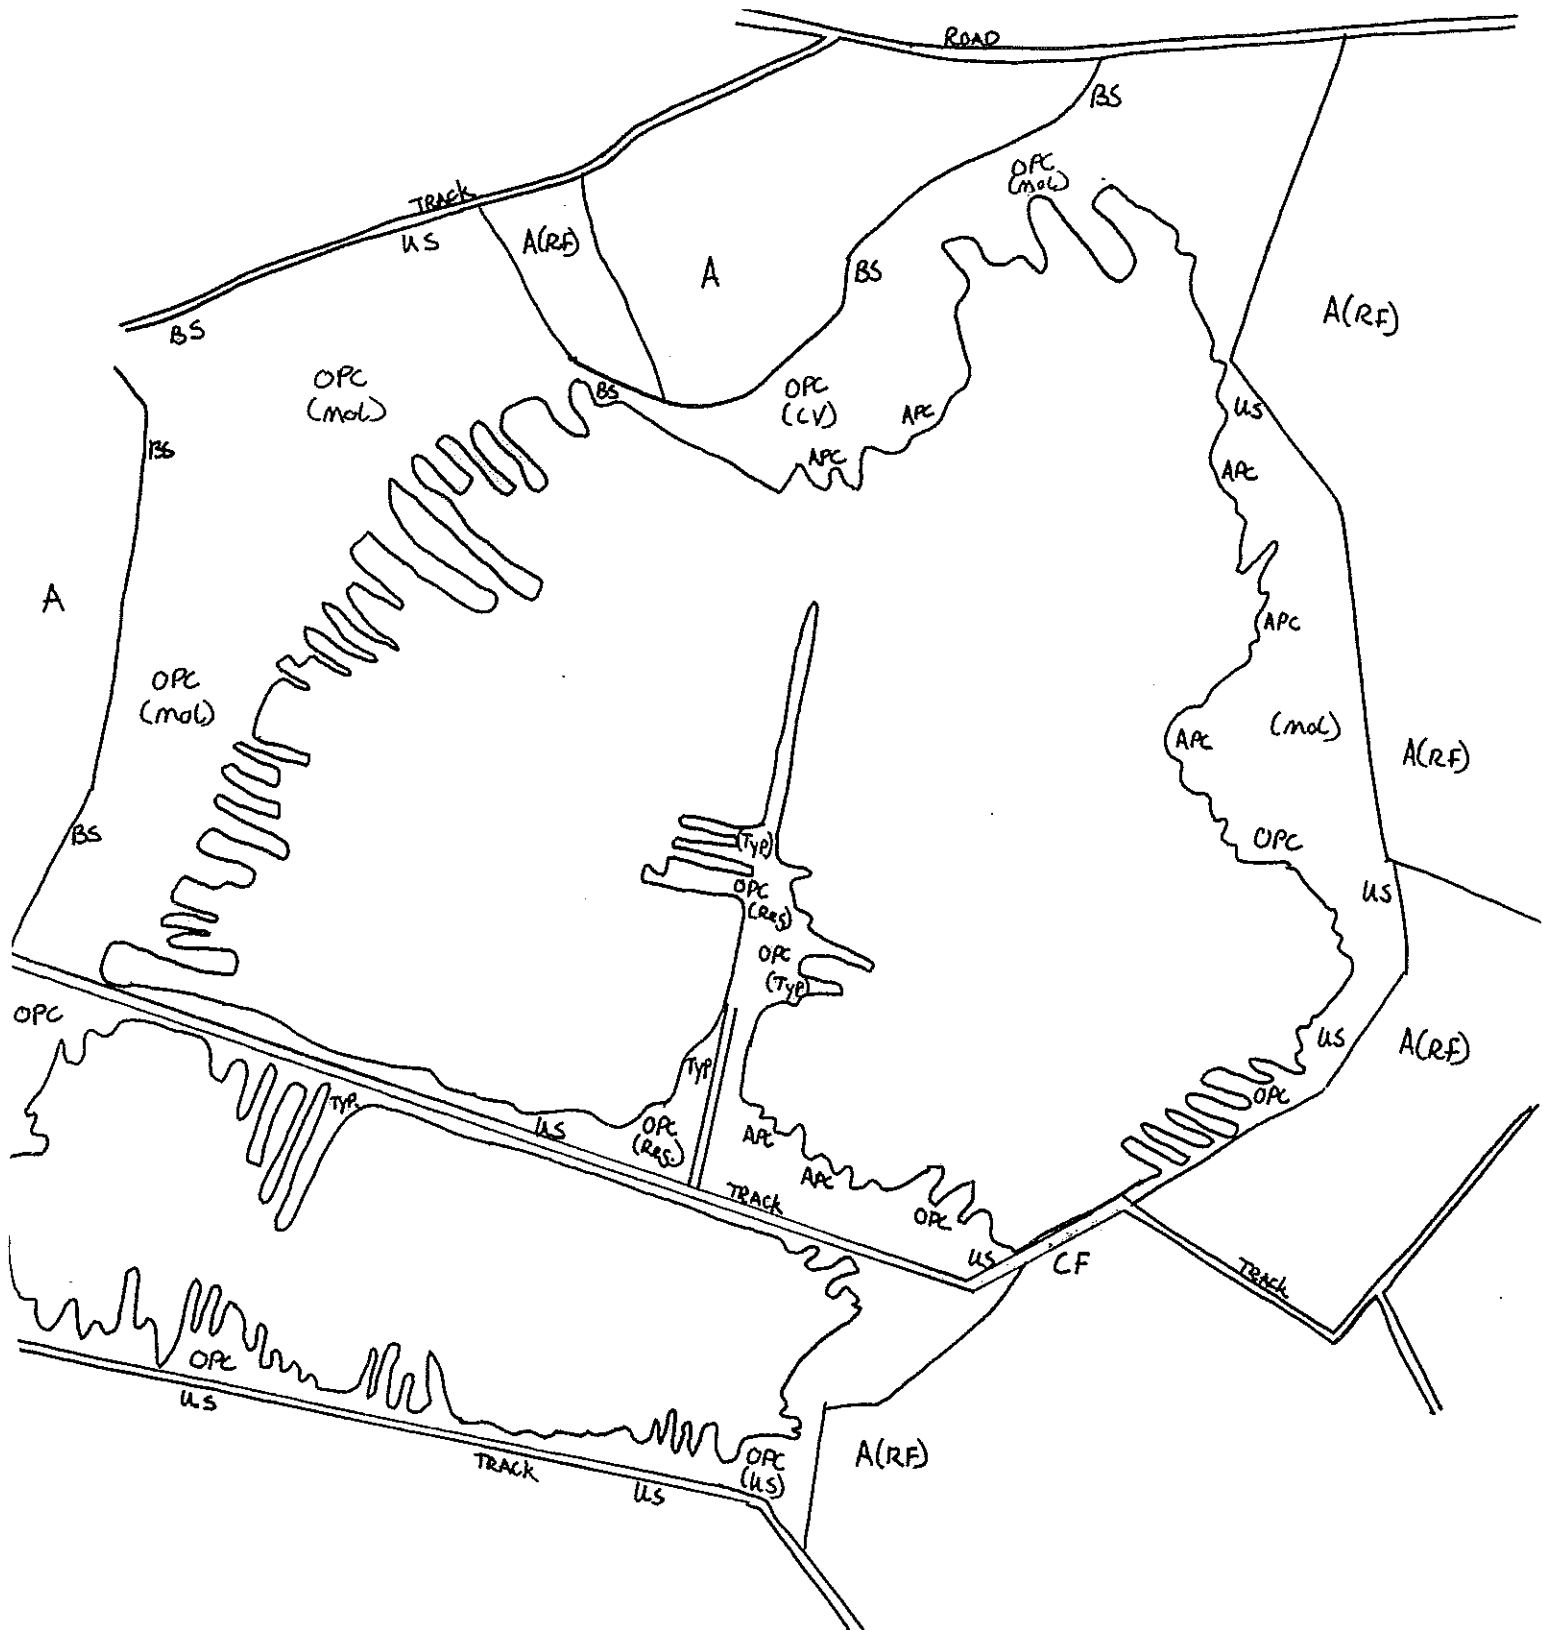 ROAD
BS
OPC
(mol)
TRACK
US
A(RF)
A
BS
A(RF)
BS
OPC
(mol)
BS
OPC
(CV)
APC
US
BS
APC
APC
A
APC
OPC
(mol)
(mol)
APC
A(RF)
BS
(TYP)
OPC
OPC
(Res)
US
OPC
(TYP)
OPC
US
A(RF)
TYP
TYP.
OPC
US
OPC
(Res.)
APC
APC
TRACK
OPC
US
CF
TRACK
OPC
US
OPC
(US)
A(RF)
TRACK
US